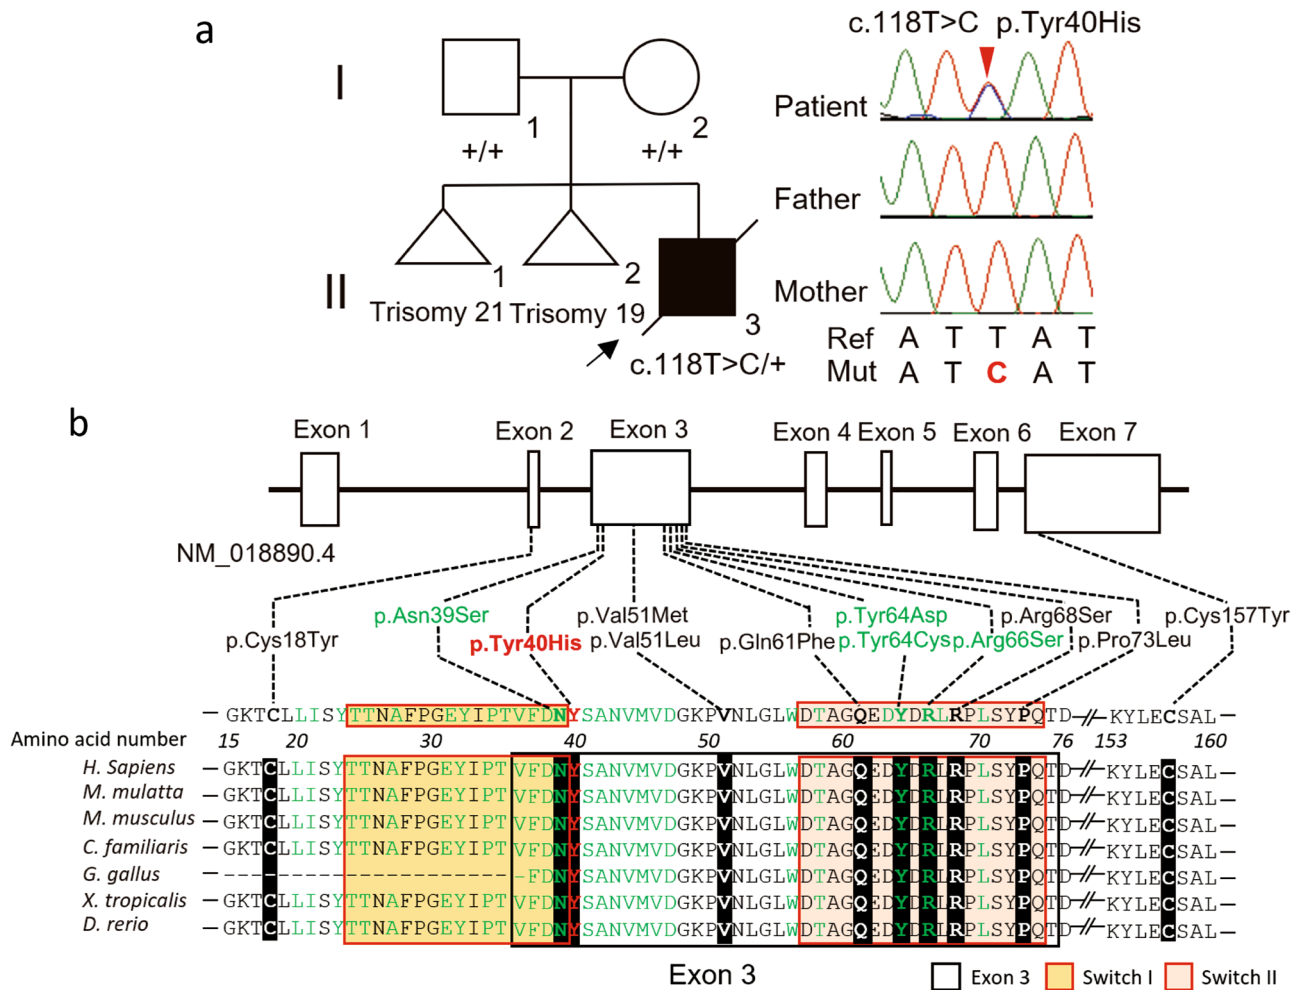 a
c.118T>C p.Tyr40His
I
1
2
+/+
+/+
Patient
Father
Mother
II
1
2
3
Trisomy 21 Trisomy 19
c.118T>C/+
Ref A T T A T
Mut A T C A T
b
Exon 1 Exon 2 Exon 3 Exon 4 Exon 5 Exon 6 Exon 7
NM_018890.4
p.Asn39Ser p.Val51Met p.Tyr64Asp p.Arg68Ser p.Cys157Tyr
p.Cys18Tyr p.Tyr40His p.Val51Leu p.Gln61Phe p.Tyr64Cys p.Arg66Ser p.Pro73Leu
— GKTCLLISYTTNAFPGEYIPTVFDNYSANVMVDGKPVNLGLWDTAGQEDYDRLRPLSYPQTD—//— KYLECSAL—
Amino acid number 15 20 30 40 50 60 70 76 153 160
H. Sapiens — GKTCLLISYTTNAFPGEYIPTVFDNYSANVMVDGKPVNLGLWDTAGQEDYDRLRPLSYPQTD—//— KYLECSAL—
M. mulatta — GKTCLLISYTTNAFPGEYIPTVFDNYSANVMVDGKPVNLGLWDTAGQEDYDRLRPLSYPQTD—//— KYLECSAL—
M. musculus — GKTCLLISYTTNAFPGEYIPTVFDNYSANVMVDGKPVNLGLWDTAGQEDYDRLRPLSYPQTD—//— KYLECSAL—
C. familiaris — GKTCLLISYTTNAFPGEYIPTVFDNYSANVMVDGKPVNLGLWDTAGQEDYDRLRPLSYPQTD—//— KYLECSAL—
G. gallus — ----------------------FDNYSANVMVDGKPVNLGLWDTAGQEDYDRLRPLSYPQTD—//— KYLECSAL—
X. tropicalis — GKTCLLISYTTNAFPGEYIPTVFDNYSANVMVDGKPVNLGLWDTAGQEDYDRLRPLSYPQTD—//— KYLECSAL—
D. rerio — GKTCLLISYTTNAFPGEYIPTVFDNYSANVMVDGKPVNLGLWDTAGQEDYDRLRPLSYPQTD—//— KYLECSAL—
Exon 3
Exon 3 Switch I Switch II